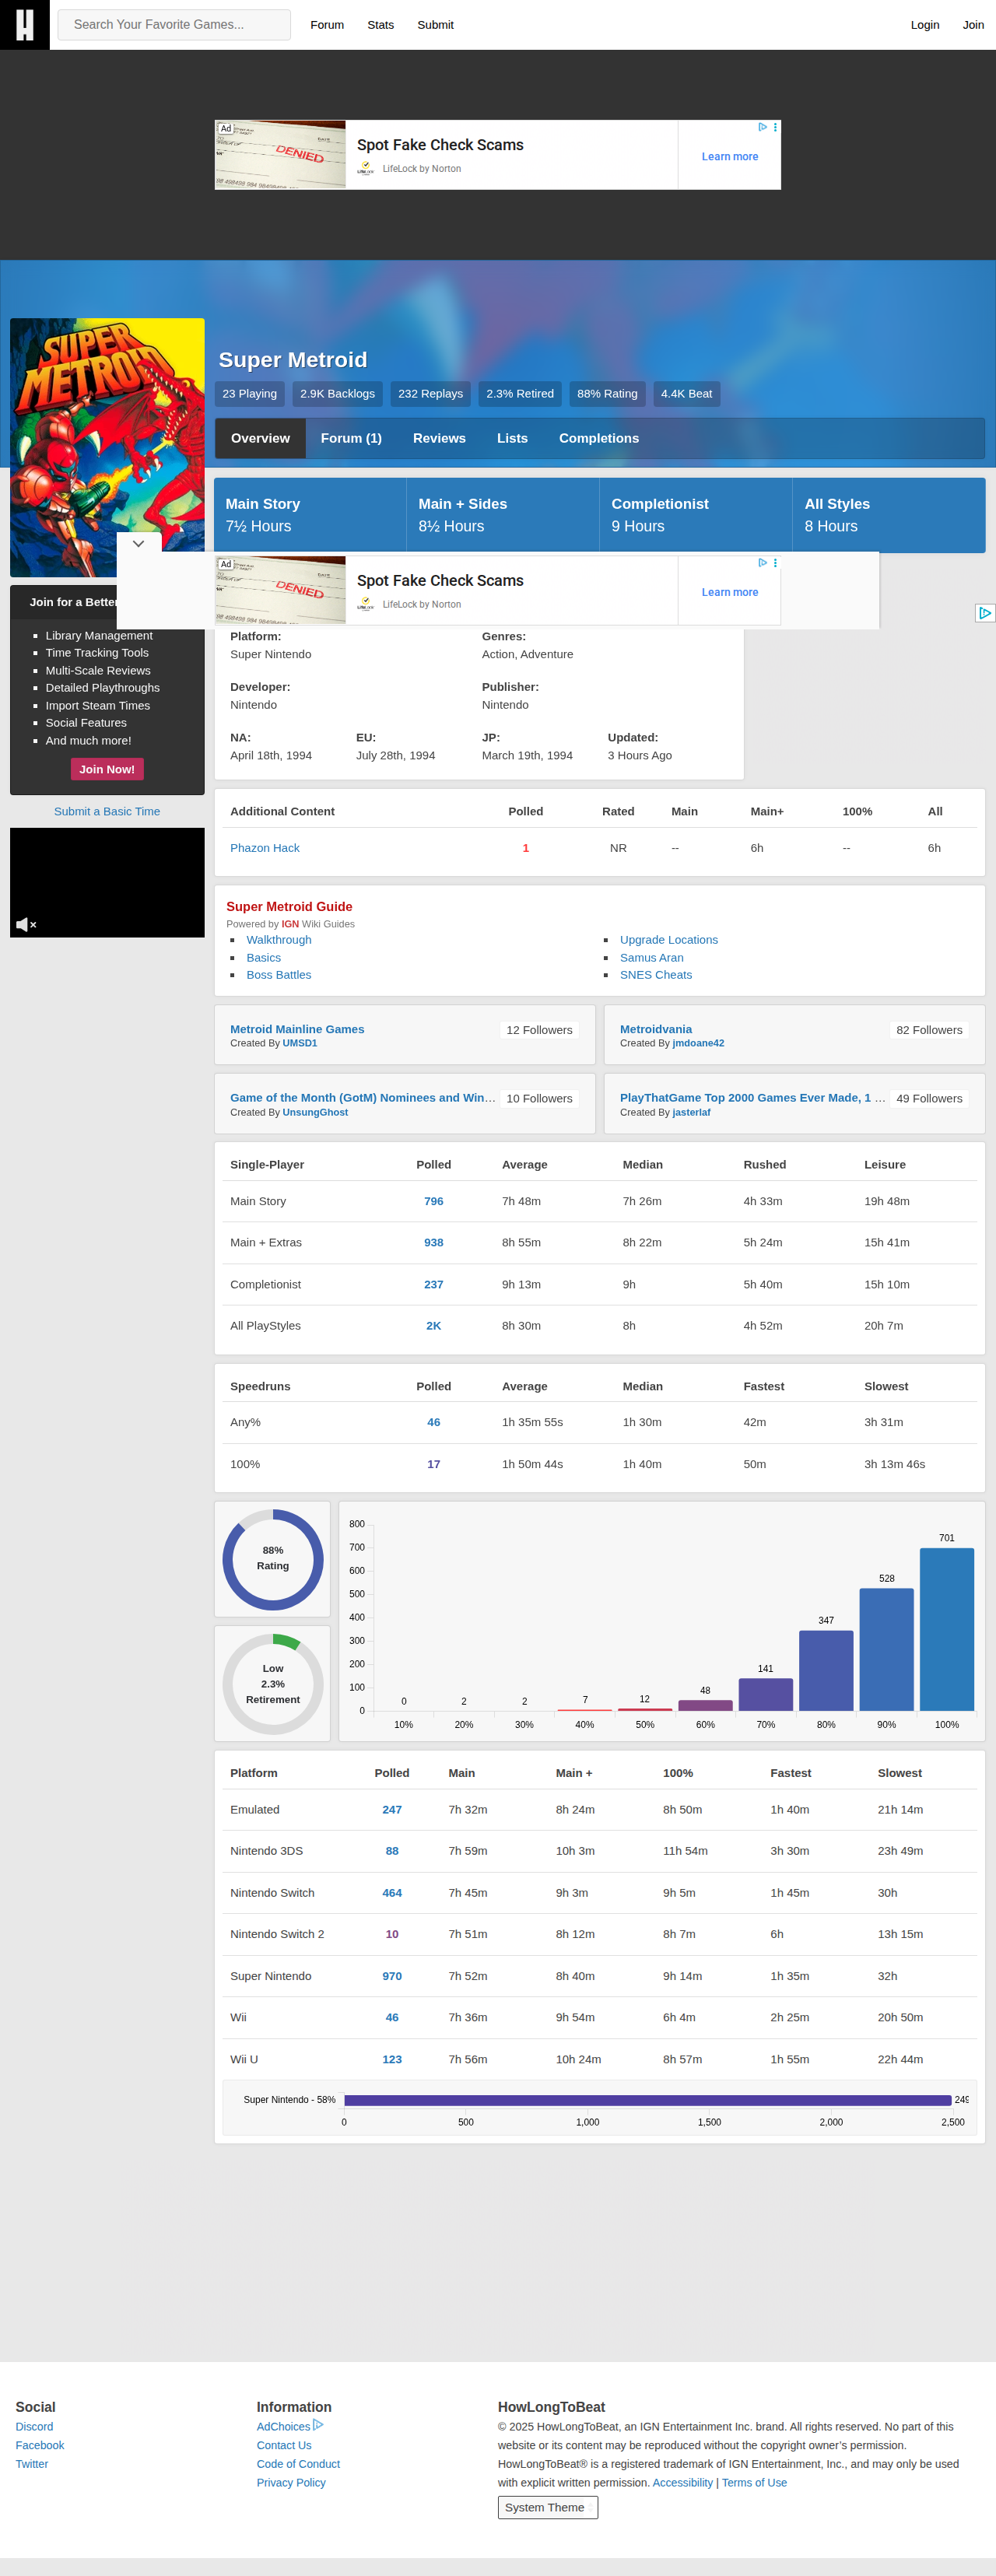 Search Your Favorite Games... Forum Stats Submit Login Join
Ad
DENIED
Spot Fake Check Scams
LifeLock by Norton
Learn more
SUPER
METROID
Super Metroid
23 Playing 2.9K Backlogs 232 Replays 2.3% Retired 88% Rating 4.4K Beat
Overview Forum (1) Reviews Lists Completions
Main Story Main + Sides Completionist All Styles
7½ Hours 8½ Hours 9 Hours 8 Hours
Ad
DENIED
Spot Fake Check Scams
LifeLock by Norton
Learn more
Join for a Better
Library Management
Time Tracking Tools
Multi-Scale Reviews
Detailed Playthroughs
Import Steam Times
Social Features
And much more!
Join Now!
Submit a Basic Time
Platform: Genres:
Super Nintendo Action, Adventure
Developer: Publisher:
Nintendo Nintendo
NA: EU: JP: Updated:
April 18th, 1994 July 28th, 1994 March 19th, 1994 3 Hours Ago
Additional Content Polled Rated Main Main+ 100% All
Phazon Hack 1 NR -- 6h -- 6h
Super Metroid Guide
Powered by IGN Wiki Guides
Walkthrough Upgrade Locations
Basics Samus Aran
Boss Battles SNES Cheats
Metroid Mainline Games 12 Followers Metroidvania 82 Followers
Created By UMSD1 Created By jmdoane42
Game of the Month (GotM) Nominees and Win... 10 Followers PlayThatGame Top 2000 Games Ever Made, 1 ... 49 Followers
Created By UnsungGhost Created By jasterlaf
Single-Player Polled Average Median Rushed Leisure
Main Story 796 7h 48m 7h 26m 4h 33m 19h 48m
Main + Extras 938 8h 55m 8h 22m 5h 24m 15h 41m
Completionist 237 9h 13m 9h 5h 40m 15h 10m
All PlayStyles 2K 8h 30m 8h 4h 52m 20h 7m
Speedruns Polled Average Median Fastest Slowest
Any% 46 1h 35m 55s 1h 30m 42m 3h 31m
100% 17 1h 50m 44s 1h 40m 50m 3h 13m 46s
88%
Rating
Low
2.3%
Retirement
800
700
600
500
400
300
200
100
0
0 2 2 7 12 48 141 347 528 701
10% 20% 30% 40% 50% 60% 70% 80% 90% 100%
Platform Polled Main Main + 100% Fastest Slowest
Emulated 247 7h 32m 8h 24m 8h 50m 1h 40m 21h 14m
Nintendo 3DS 88 7h 59m 10h 3m 11h 54m 3h 30m 23h 49m
Nintendo Switch 464 7h 45m 9h 3m 9h 5m 1h 45m 30h
Nintendo Switch 2 10 7h 51m 8h 12m 8h 7m 6h 13h 15m
Super Nintendo 970 7h 52m 8h 40m 9h 14m 1h 35m 32h
Wii 46 7h 36m 9h 54m 6h 4m 2h 25m 20h 50m
Wii U 123 7h 56m 10h 24m 8h 57m 1h 55m 22h 44m
Super Nintendo - 58%
0 500 1,000 1,500 2,000 2,500
Social
Discord
Facebook
Twitter
Information
AdChoices
Contact Us
Code of Conduct
Privacy Policy
HowLongToBeat
© 2025 HowLongToBeat, an IGN Entertainment Inc. brand. All rights reserved. No part of this
website or its content may be reproduced without the copyright owner's permission.
HowLongToBeat® is a registered trademark of IGN Entertainment, Inc., and may only be used
with explicit written permission. Accessibility | Terms of Use
System Theme